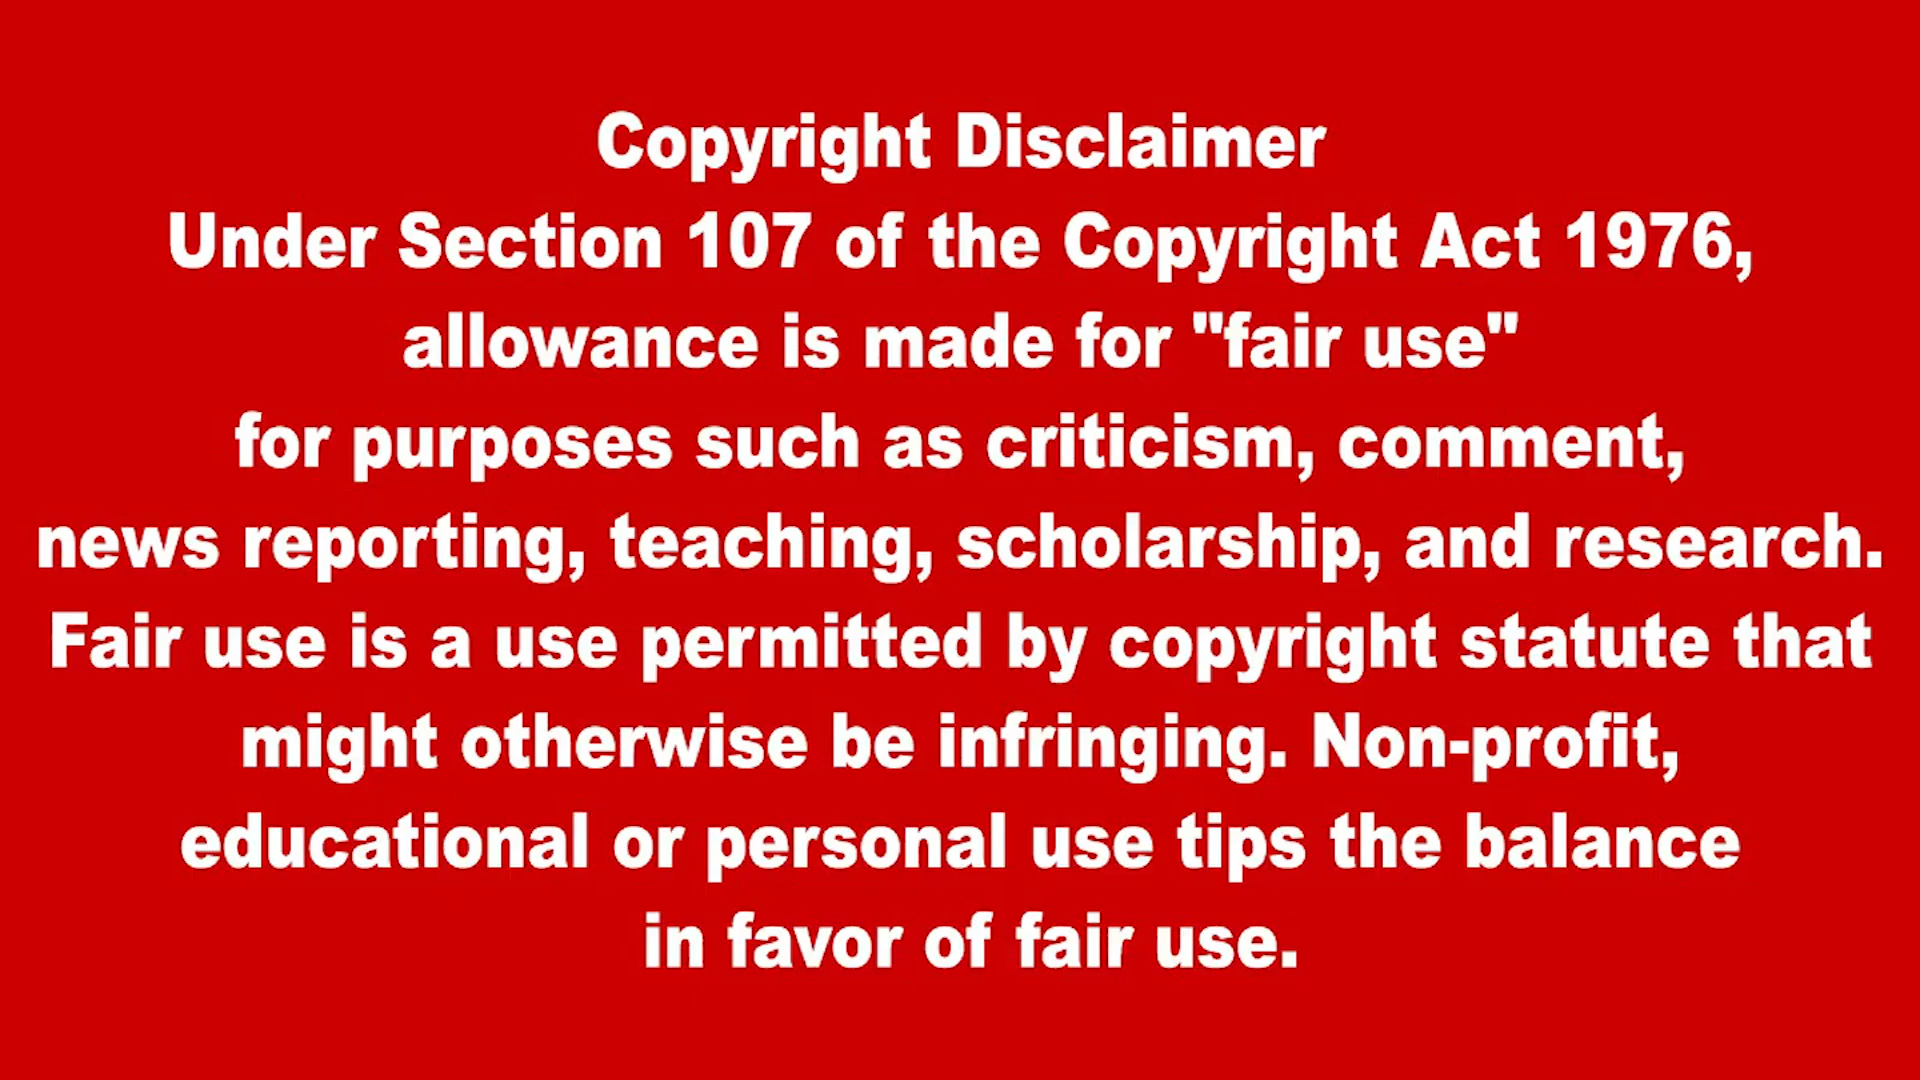 Copyright Disclaimer
Under Section 107 of the Copyright Act 1976,
allowance is made for "fair use"
for purposes such as criticism, comment,
news reporting, teaching, scholarship, and research.
Fair use is a use permitted by copyright statute that
might otherwise be infringing. Non-profit,
educational or personal use tips the balance
in favor of fair use.